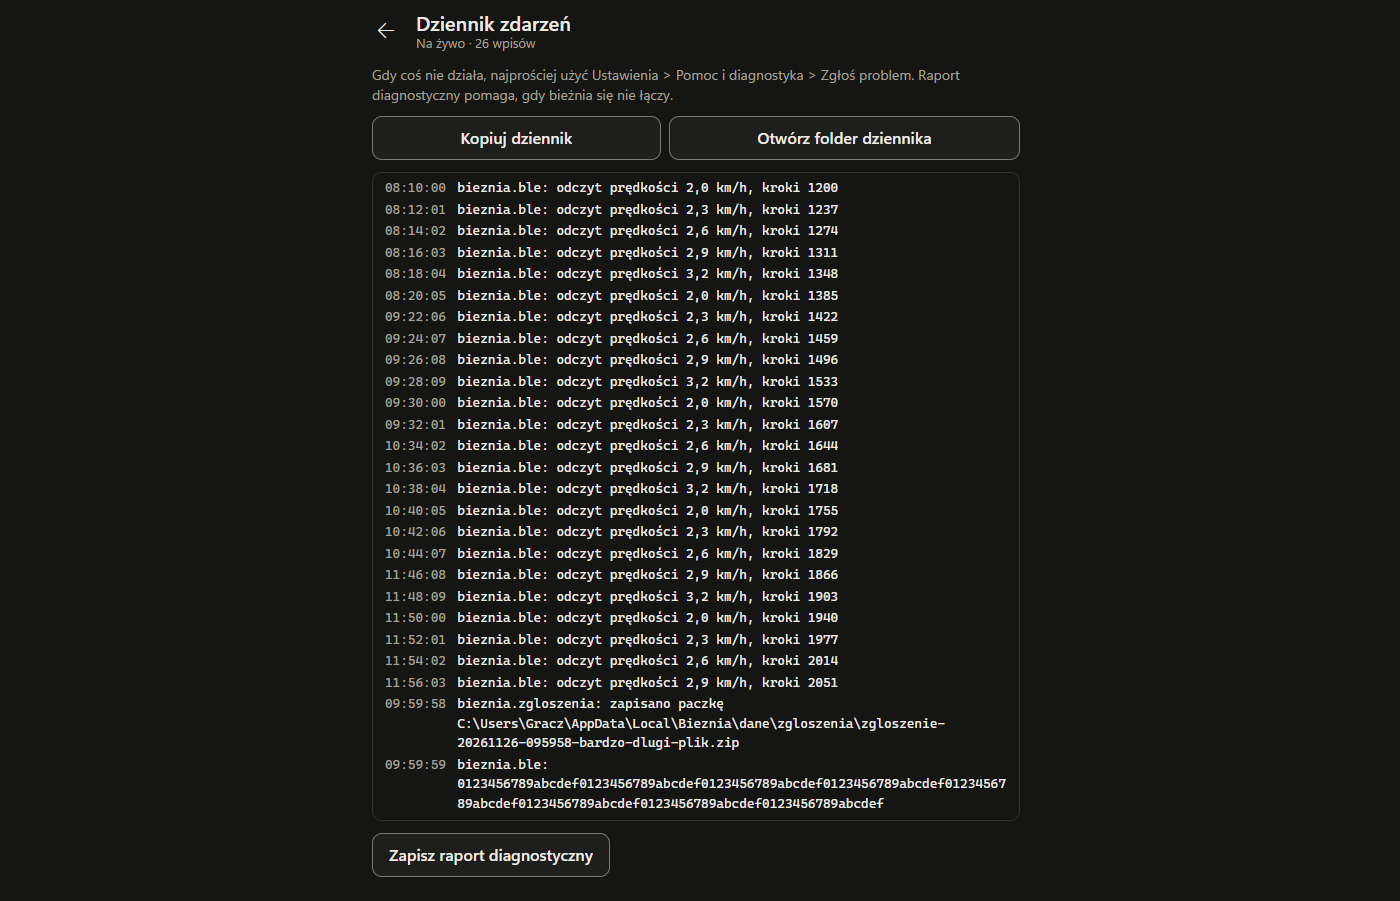 Dziennik zdarzeń
Na żywo · 26 wpisów
Gdy coś nie działa, najprościej użyć Ustawienia > Pomoc i diagnostyka > Zgłoś problem. Raport
diagnostyczny pomaga, gdy bieżnia się nie łączy.
Kopiuj dziennik
Otwórz folder dziennika
08:10:00 bieznia.ble: odczyt prędkości 2,0 km/h, kroki 1200
08:12:01 bieznia.ble: odczyt prędkości 2,3 km/h, kroki 1237
08:14:02 bieznia.ble: odczyt prędkości 2,6 km/h, kroki 1274
08:16:03 bieznia.ble: odczyt prędkości 2,9 km/h, kroki 1311
08:18:04 bieznia.ble: odczyt prędkości 3,2 km/h, kroki 1348
08:20:05 bieznia.ble: odczyt prędkości 2,0 km/h, kroki 1385
09:22:06 bieznia.ble: odczyt prędkości 2,3 km/h, kroki 1422
09:24:07 bieznia.ble: odczyt prędkości 2,6 km/h, kroki 1459
09:26:08 bieznia.ble: odczyt prędkości 2,9 km/h, kroki 1496
09:28:09 bieznia.ble: odczyt prędkości 3,2 km/h, kroki 1533
09:30:00 bieznia.ble: odczyt prędkości 2,0 km/h, kroki 1570
09:32:01 bieznia.ble: odczyt prędkości 2,3 km/h, kroki 1607
10:34:02 bieznia.ble: odczyt prędkości 2,6 km/h, kroki 1644
10:36:03 bieznia.ble: odczyt prędkości 2,9 km/h, kroki 1681
10:38:04 bieznia.ble: odczyt prędkości 3,2 km/h, kroki 1718
10:40:05 bieznia.ble: odczyt prędkości 2,0 km/h, kroki 1755
10:42:06 bieznia.ble: odczyt prędkości 2,3 km/h, kroki 1792
10:44:07 bieznia.ble: odczyt prędkości 2,6 km/h, kroki 1829
11:46:08 bieznia.ble: odczyt prędkości 2,9 km/h, kroki 1866
11:48:09 bieznia.ble: odczyt prędkości 3,2 km/h, kroki 1903
11:50:00 bieznia.ble: odczyt prędkości 2,0 km/h, kroki 1940
11:52:01 bieznia.ble: odczyt prędkości 2,3 km/h, kroki 1977
11:54:02 bieznia.ble: odczyt prędkości 2,6 km/h, kroki 2014
11:56:03 bieznia.ble: odczyt prędkości 2,9 km/h, kroki 2051
09:59:58 bieznia.zgloszenia: zapisano paczkę
C:\Users\Gracz\AppData\Local\Bieznia\dane\zgloszenia\zgloszenie-
20261126-095958-bardzo-dlugi-plik.zip
09:59:59 bieznia.ble:
0123456789abcdef0123456789abcdef0123456789abcdef0123456789abcdef01234567
89abcdef0123456789abcdef0123456789abcdef0123456789abcdef
Zapisz raport diagnostyczny